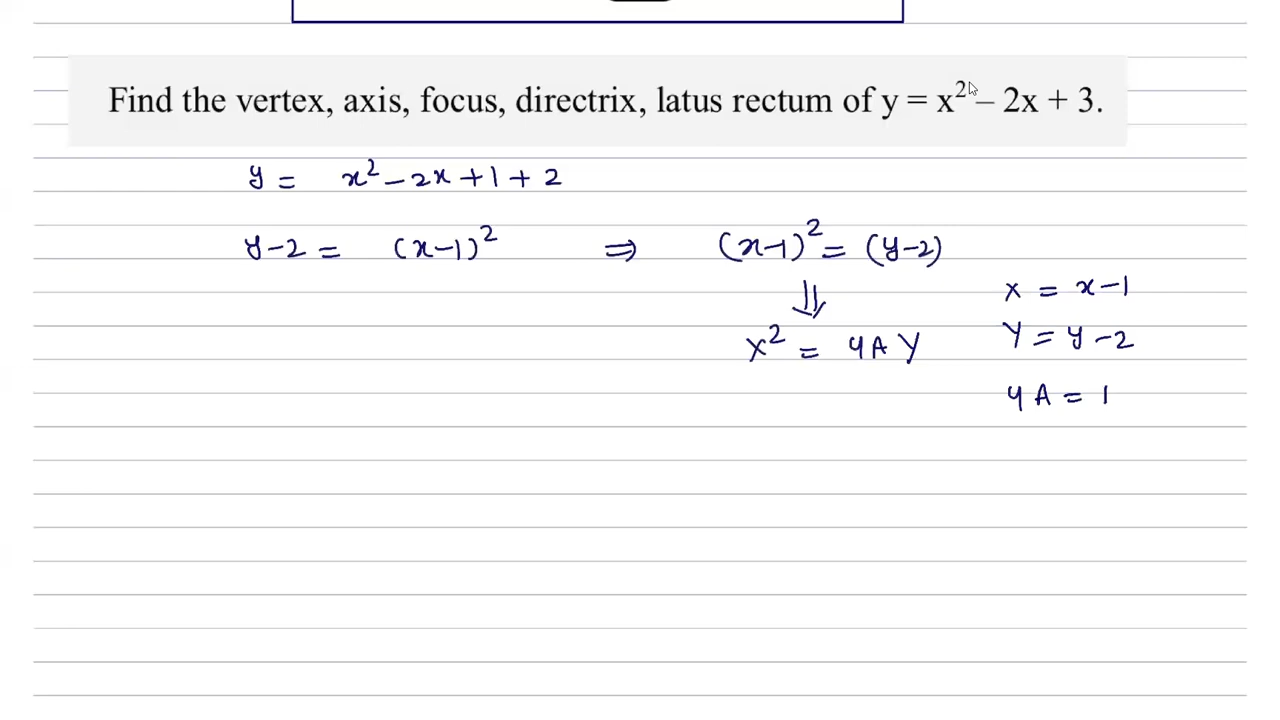 Find the vertex, axis, focus, directrix, latus rectum of y = x² – 2x + 3.
y = x² - 2x + 1 + 2
y - 2 = (x-1)² ⇒ (x-1)² = (y-2)
⇓
X = x - 1
X² = 4AY
Y = y - 2
4A = 1